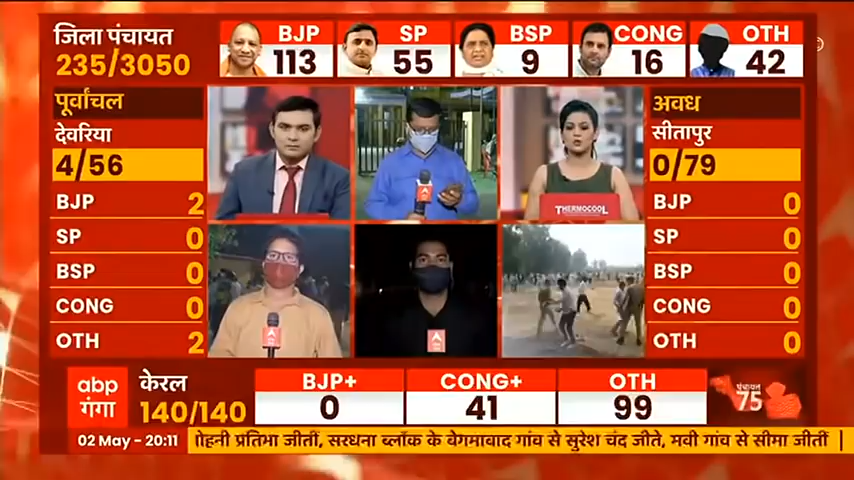 जिला पंचायत
235/3050
BJP
113
SP
55
BSP
9
CONG
16
OTH
42
पूर्वांचल
देवरिया
4/56
BJP 2
SP 0
BSP 0
CONG 0
OTH 2
THERMOCOOL
अवध
सीतापुर
0/79
BJP 0
SP 0
BSP 0
CONG 0
OTH 0
abp
गंगा
केरल
140/140
BJP+
0
CONG+
41
OTH
99
पंचायत
75
02 May - 20:11
तोहनी प्रतिभा जीतीं, सरधना ब्लॉक के बेगमाबाद गांव से सुरेश चंद जीते, मवी गांव से सीमा जीतीं